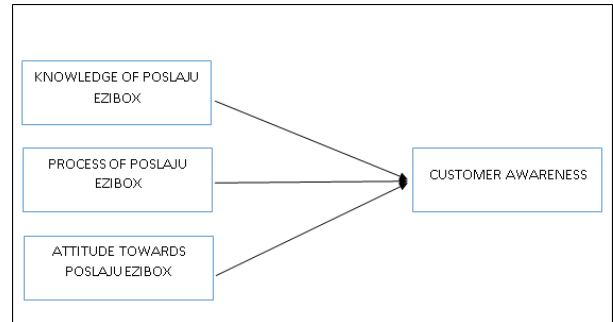 KNOWLEDGE OF POSLAJU
EZIBOX
PROCESS OF POSLAJU
EZIBOX
CUSTOMER AWARENESS
ATTITUDE TOWARDS
POSLAJU EZIBOX